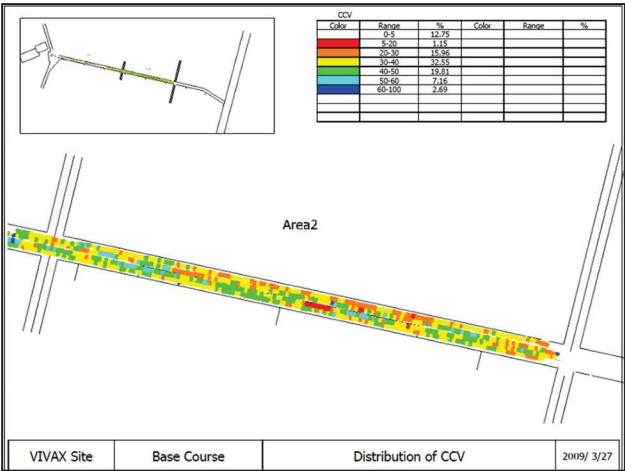 CCV
Color Range % Color Range %
0-5 12.75
5-20 1.15
20-30 15.96
30-40 32.55
40-50 19.81
50-60 7.16
60-100 2.69
Area2
VIVAX Site Base Course Distribution of CCV 2009/ 3/27